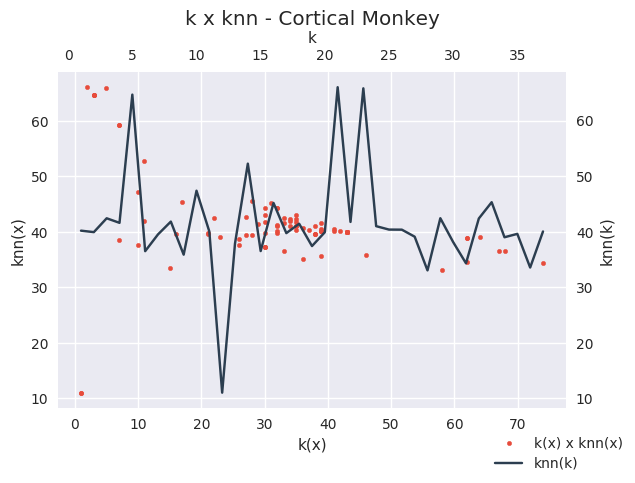 k x knn - Cortical Monkey
k
0 5 10 15 20 25 30 35
60 60
50 50
40 40
30 30
20 20
10 10
knn(x)
knn(k)
0 10 20 30 40 50 60 70
k(x)
k(x) x knn(x)
knn(k)